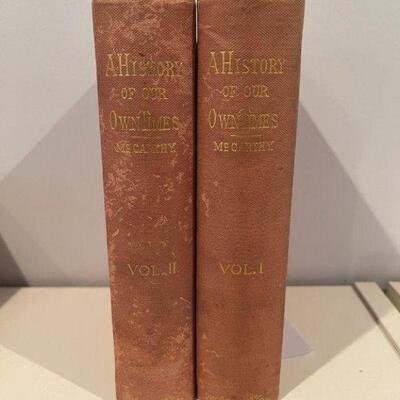 A HISTORY
OF OUR
OWN TIMES
MCCARTHY
VOL. II
A HISTORY
OF OUR
OWN TIMES
MCCARTHY
VOL. I